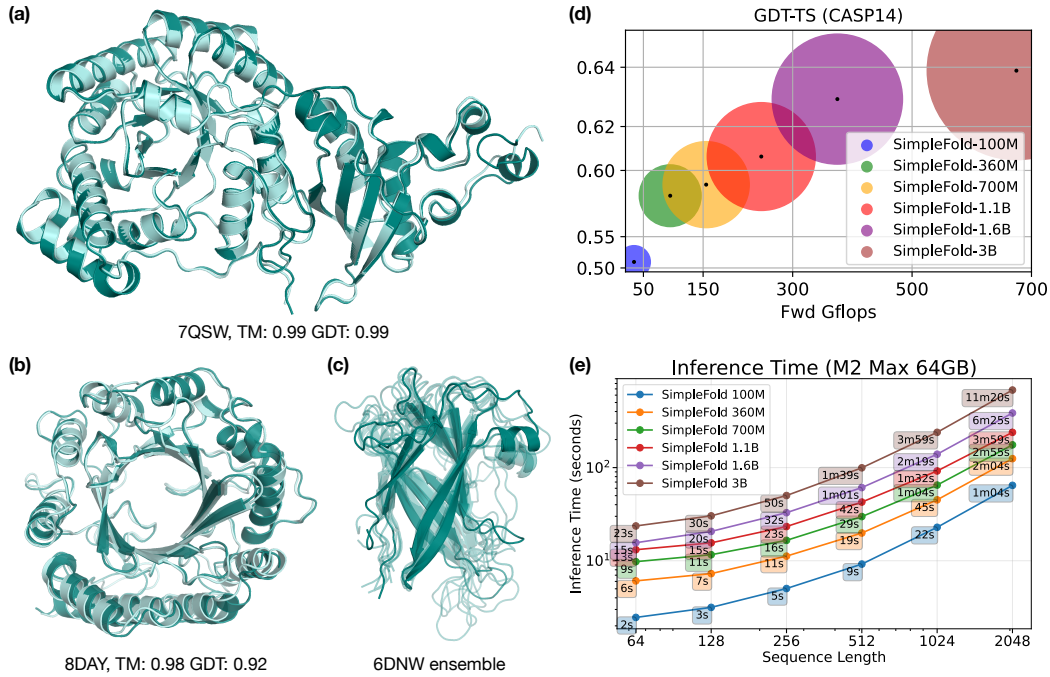 (a)
7QSW, TM: 0.99 GDT: 0.99
(b)
8DAY, TM: 0.98 GDT: 0.92
(c)
6DNW ensemble
(d)
GDT-TS (CASP14)
0.64
0.62
0.60
0.55
0.50
SimpleFold-100M
SimpleFold-360M
SimpleFold-700M
SimpleFold-1.1B
SimpleFold-1.6B
SimpleFold-3B
50 150 300 500 700
Fwd Gflops
(e)
Inference Time (M2 Max 64GB)
Inference Time (seconds)
10²
10¹
SimpleFold 100M
SimpleFold 360M
SimpleFold 700M
SimpleFold 1.1B
SimpleFold 1.6B
SimpleFold 3B
23s 30s 50s 1m39s 3m59s 11m20s
15s 20s 32s 1m01s 2m19s 6m25s
13s 15s 23s 42s 1m32s 3m59s
9s 11s 16s 29s 1m04s 2m55s
6s 7s 11s 19s 45s 2m04s
2s 3s 5s 9s 22s 1m04s
64 128 256 512 1024 2048
Sequence Length